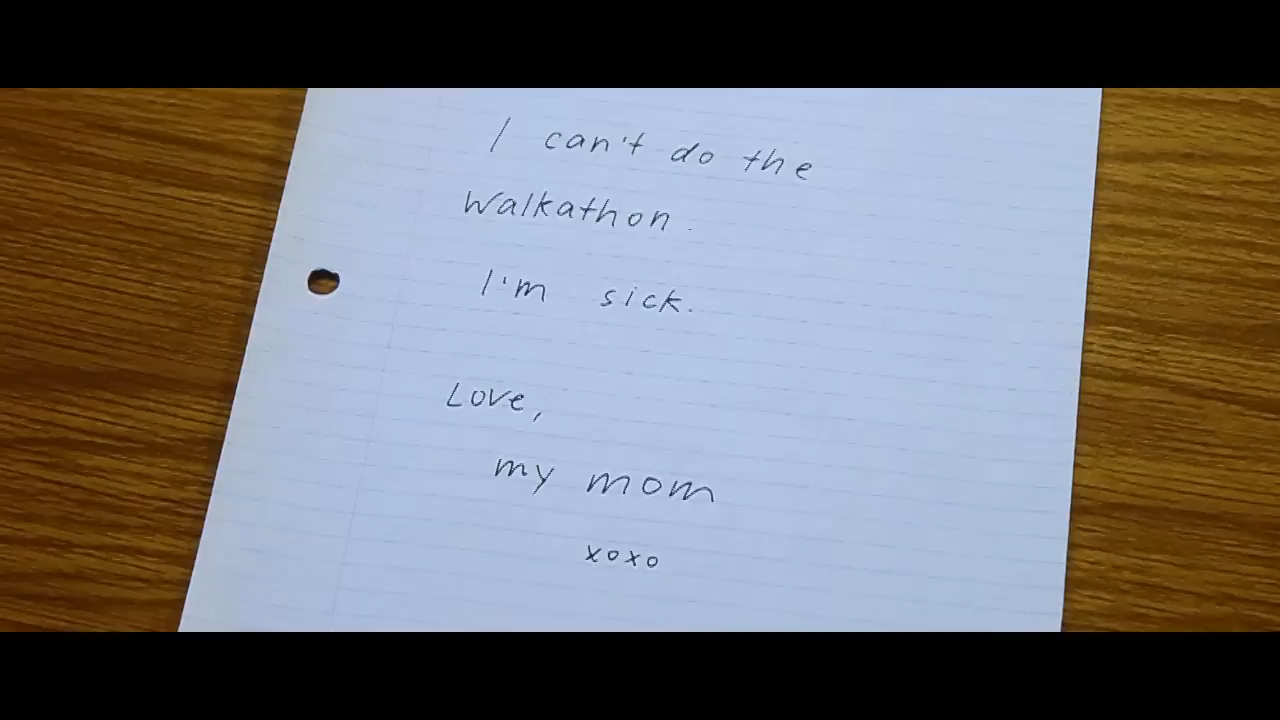 I can't do the
Walkathon.
I'm sick.
Love,
my mom
xoxo